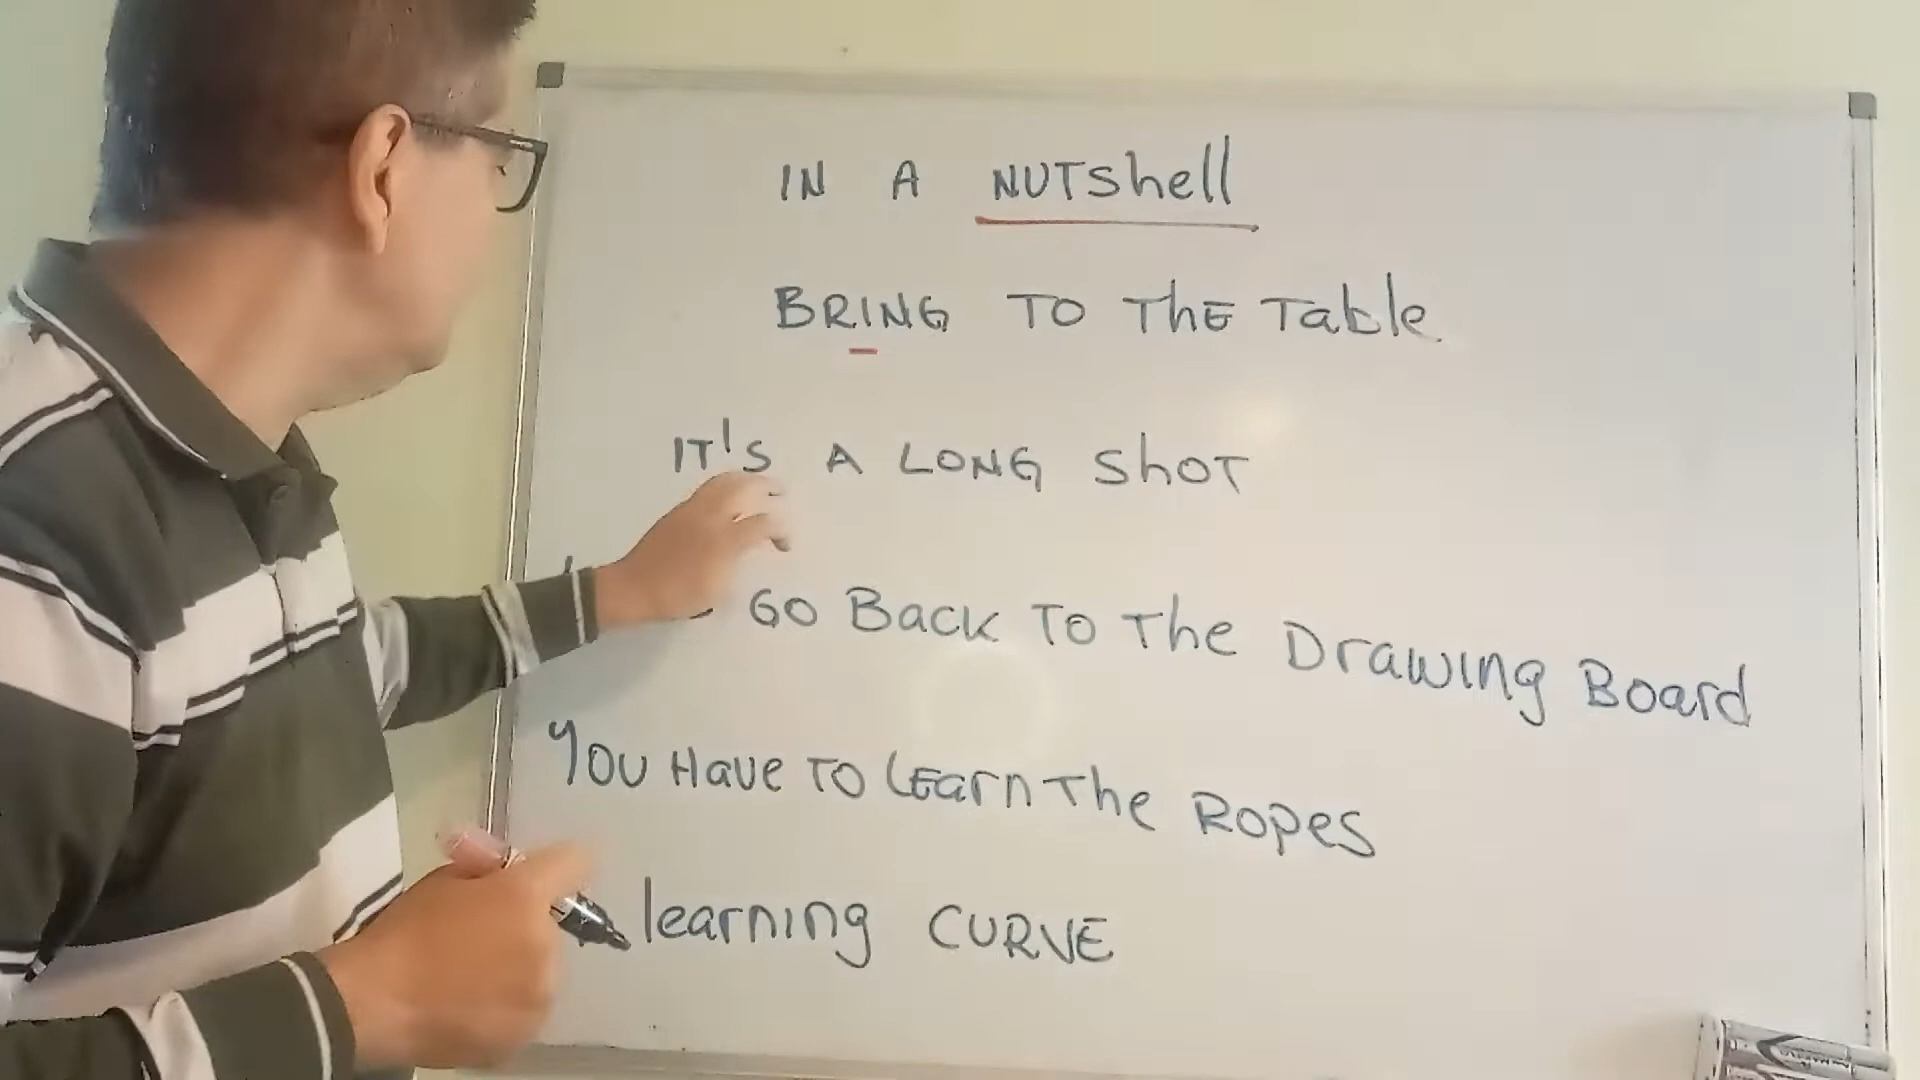 IN A NUTShell
BRING TO ThE Table
IT'S A LONG ShOT
GO Back TO The Drawing Board
You Have TO LEarn The Ropes
learning CURVE